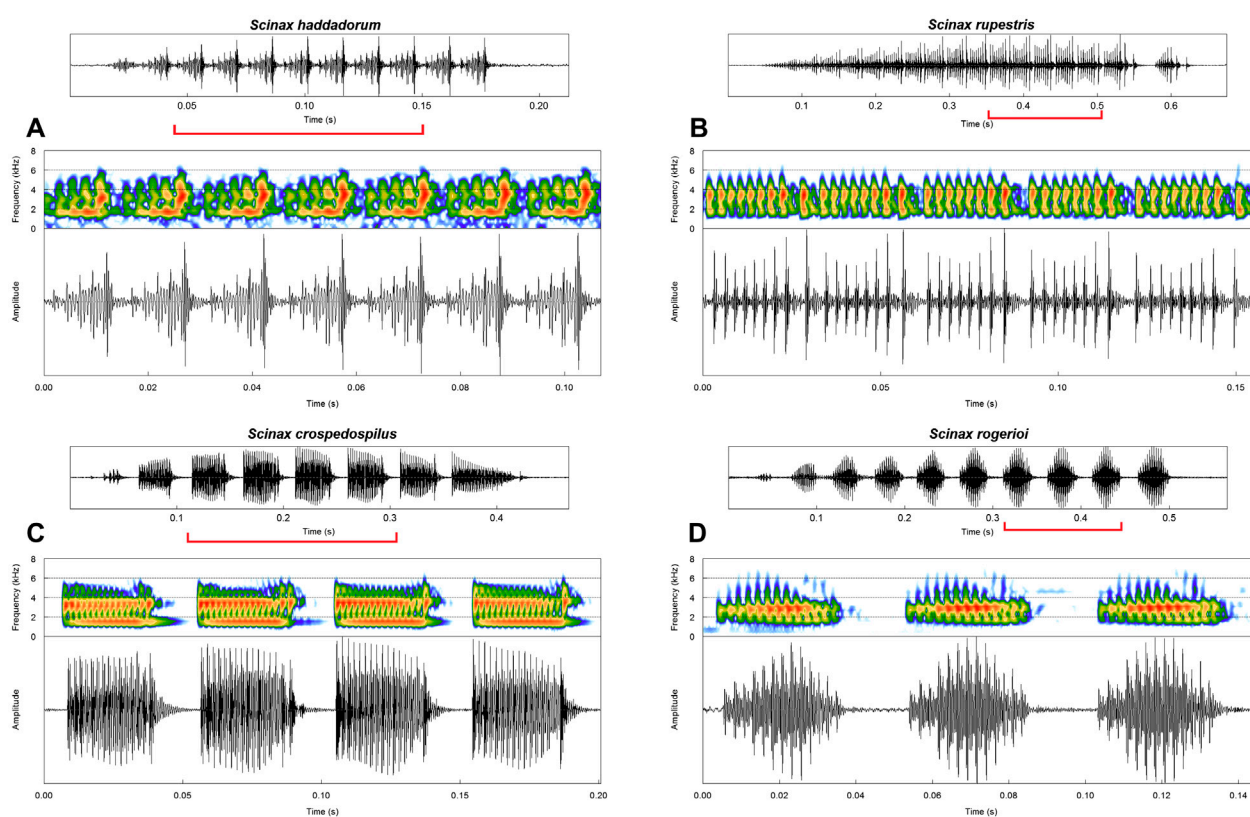 Scinax haddadorum
0.05 0.10 0.15 0.20
Time (s)
A
Frequency (kHz)
8
6
4
2
0
Amplitude
0.00 0.02 0.04 0.06 0.08 0.10
Time (s)
Scinax rupestris
0.1 0.2 0.3 0.4 0.5 0.6
Time (s)
B
Frequency (kHz)
8
6
4
2
0
Amplitude
0.00 0.05 0.10 0.15
Time (s)
Scinax crospedospilus
0.1 0.2 0.3 0.4
Time (s)
C
Frequency (kHz)
8
6
4
2
0
Amplitude
0.00 0.05 0.10 0.15 0.20
Time (s)
Scinax rogerioi
0.1 0.2 0.3 0.4 0.5
Time (s)
D
Frequency (kHz)
8
6
4
2
0
Amplitude
0.00 0.02 0.04 0.06 0.08 0.10 0.12 0.14
Time (s)